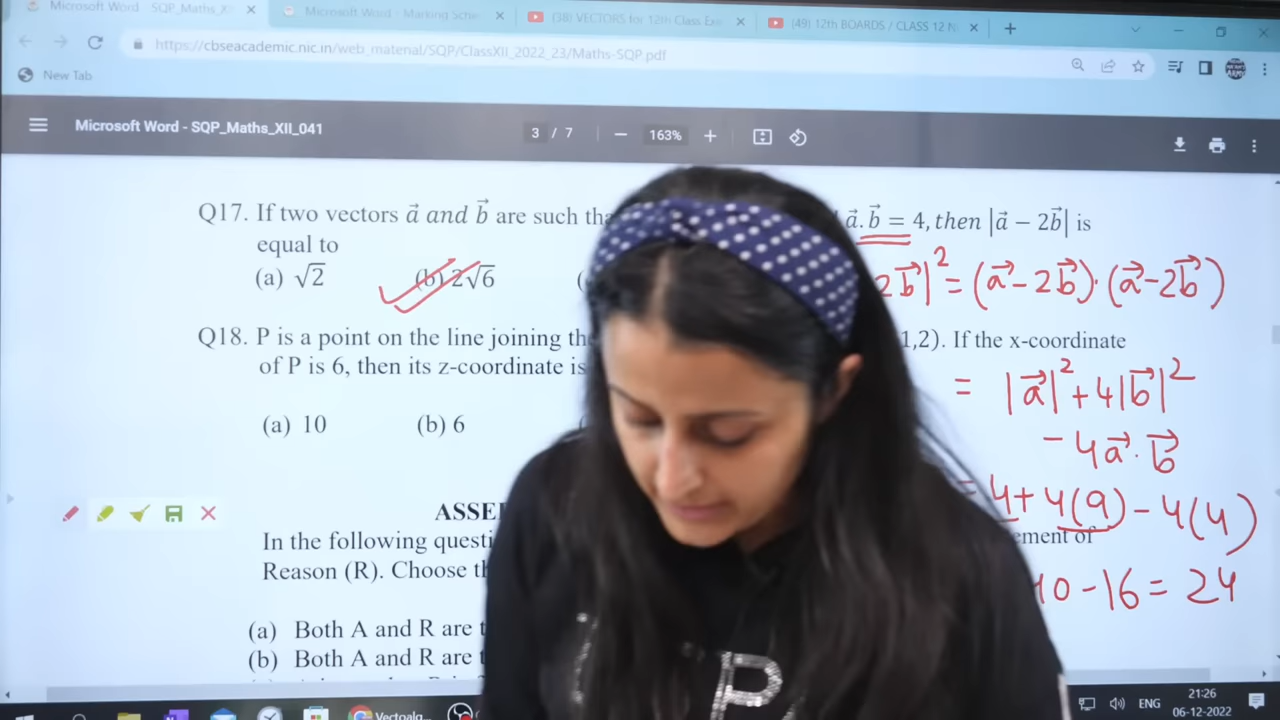 Microsoft Word - SQP_Maths_X
Microsoft Word - Marking Sche
(38) VECTORS for 12th Class Exa
(49) 12th BOARDS / CLASS 12 N
https://cbseacademic.nic.in/web_material/SQP/ClassXII_2022_23/Maths-SQP.pdf
New Tab
Microsoft Word - SQP_Maths_XII_041
3 / 7
163%
Q17. If two vectors a⃗ and b⃗ are such tha
a⃗.b⃗ = 4, then |a⃗ − 2b⃗| is
equal to
(a) √2
(b) 2√6
2b⃗|² = (a⃗ − 2b⃗)·(a⃗ − 2b⃗)
Q18. P is a point on the line joining the
1,2). If the x-coordinate
of P is 6, then its z-coordinate is
= |a⃗|² + 4|b⃗|²
− 4a⃗·b⃗
(a) 10
(b) 6
= 4 + 4(9) − 4(4)
ASSE
In the following questi
ement of
Reason (R). Choose th
40 − 16 = 24
(a) Both A and R are t
(b) Both A and R are t
P
Vectoalg...
ENG
21:26
06-12-2022